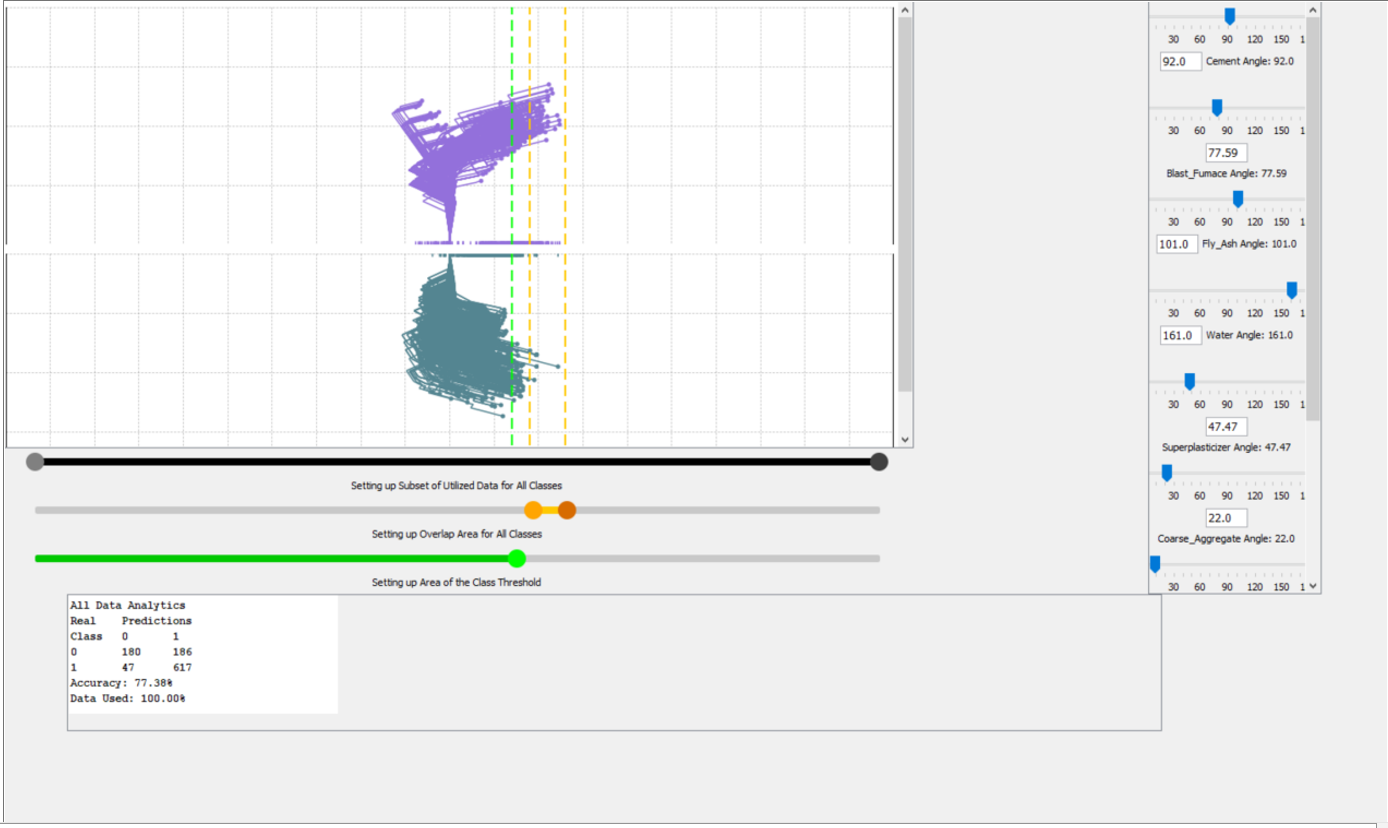 30 60 90 120 150 1
92.0 Cement Angle: 92.0
30 60 90 120 150 1
77.59
Blast_Furnace Angle: 77.59
30 60 90 120 150 1
101.0 Fly_Ash Angle: 101.0
30 60 90 120 150 1
161.0 Water Angle: 161.0
30 60 90 120 150 1
47.47
Superplasticizer Angle: 47.47
30 60 90 120 150 1
22.0
Coarse_Aggregate Angle: 22.0
30 60 90 120 150 1
Setting up Subset of Utilized Data for All Classes
Setting up Overlap Area for All Classes
Setting up Area of the Class Threshold
All Data Analytics
Real Predictions
Class 0 1
0 180 186
1 47 617
Accuracy: 77.38%
Data Used: 100.00%